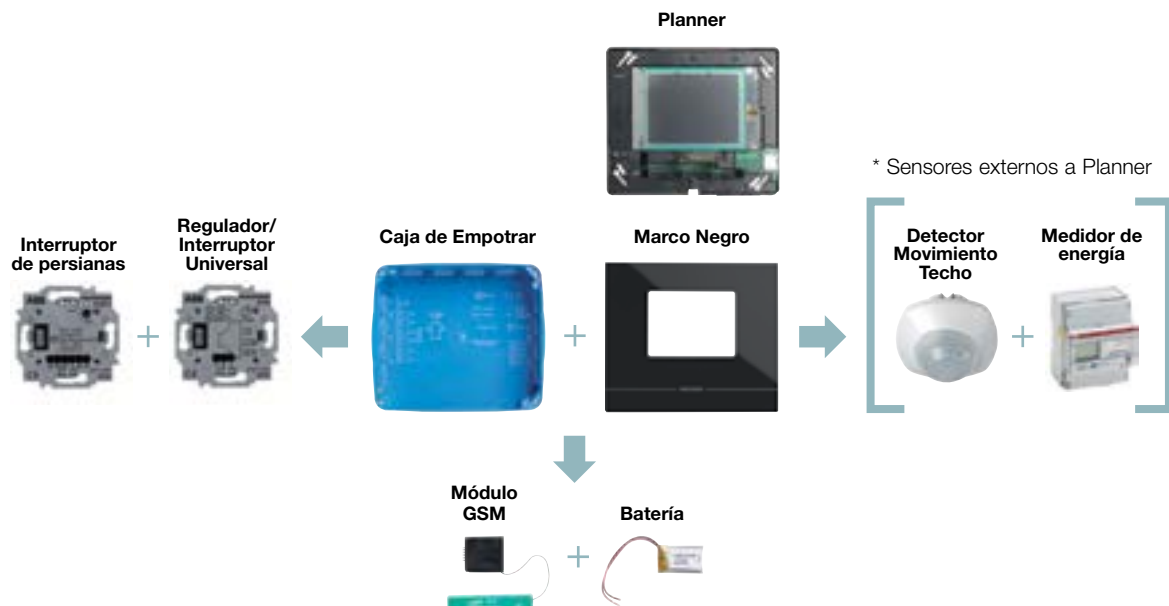 Planner
* Sensores externos a Planner
Interruptor
de persianas
Regulador/
Interruptor
Universal
Caja de Empotrar
Marco Negro
Detector
Movimiento
Techo
Medidor de
energía
Módulo
GSM
Batería